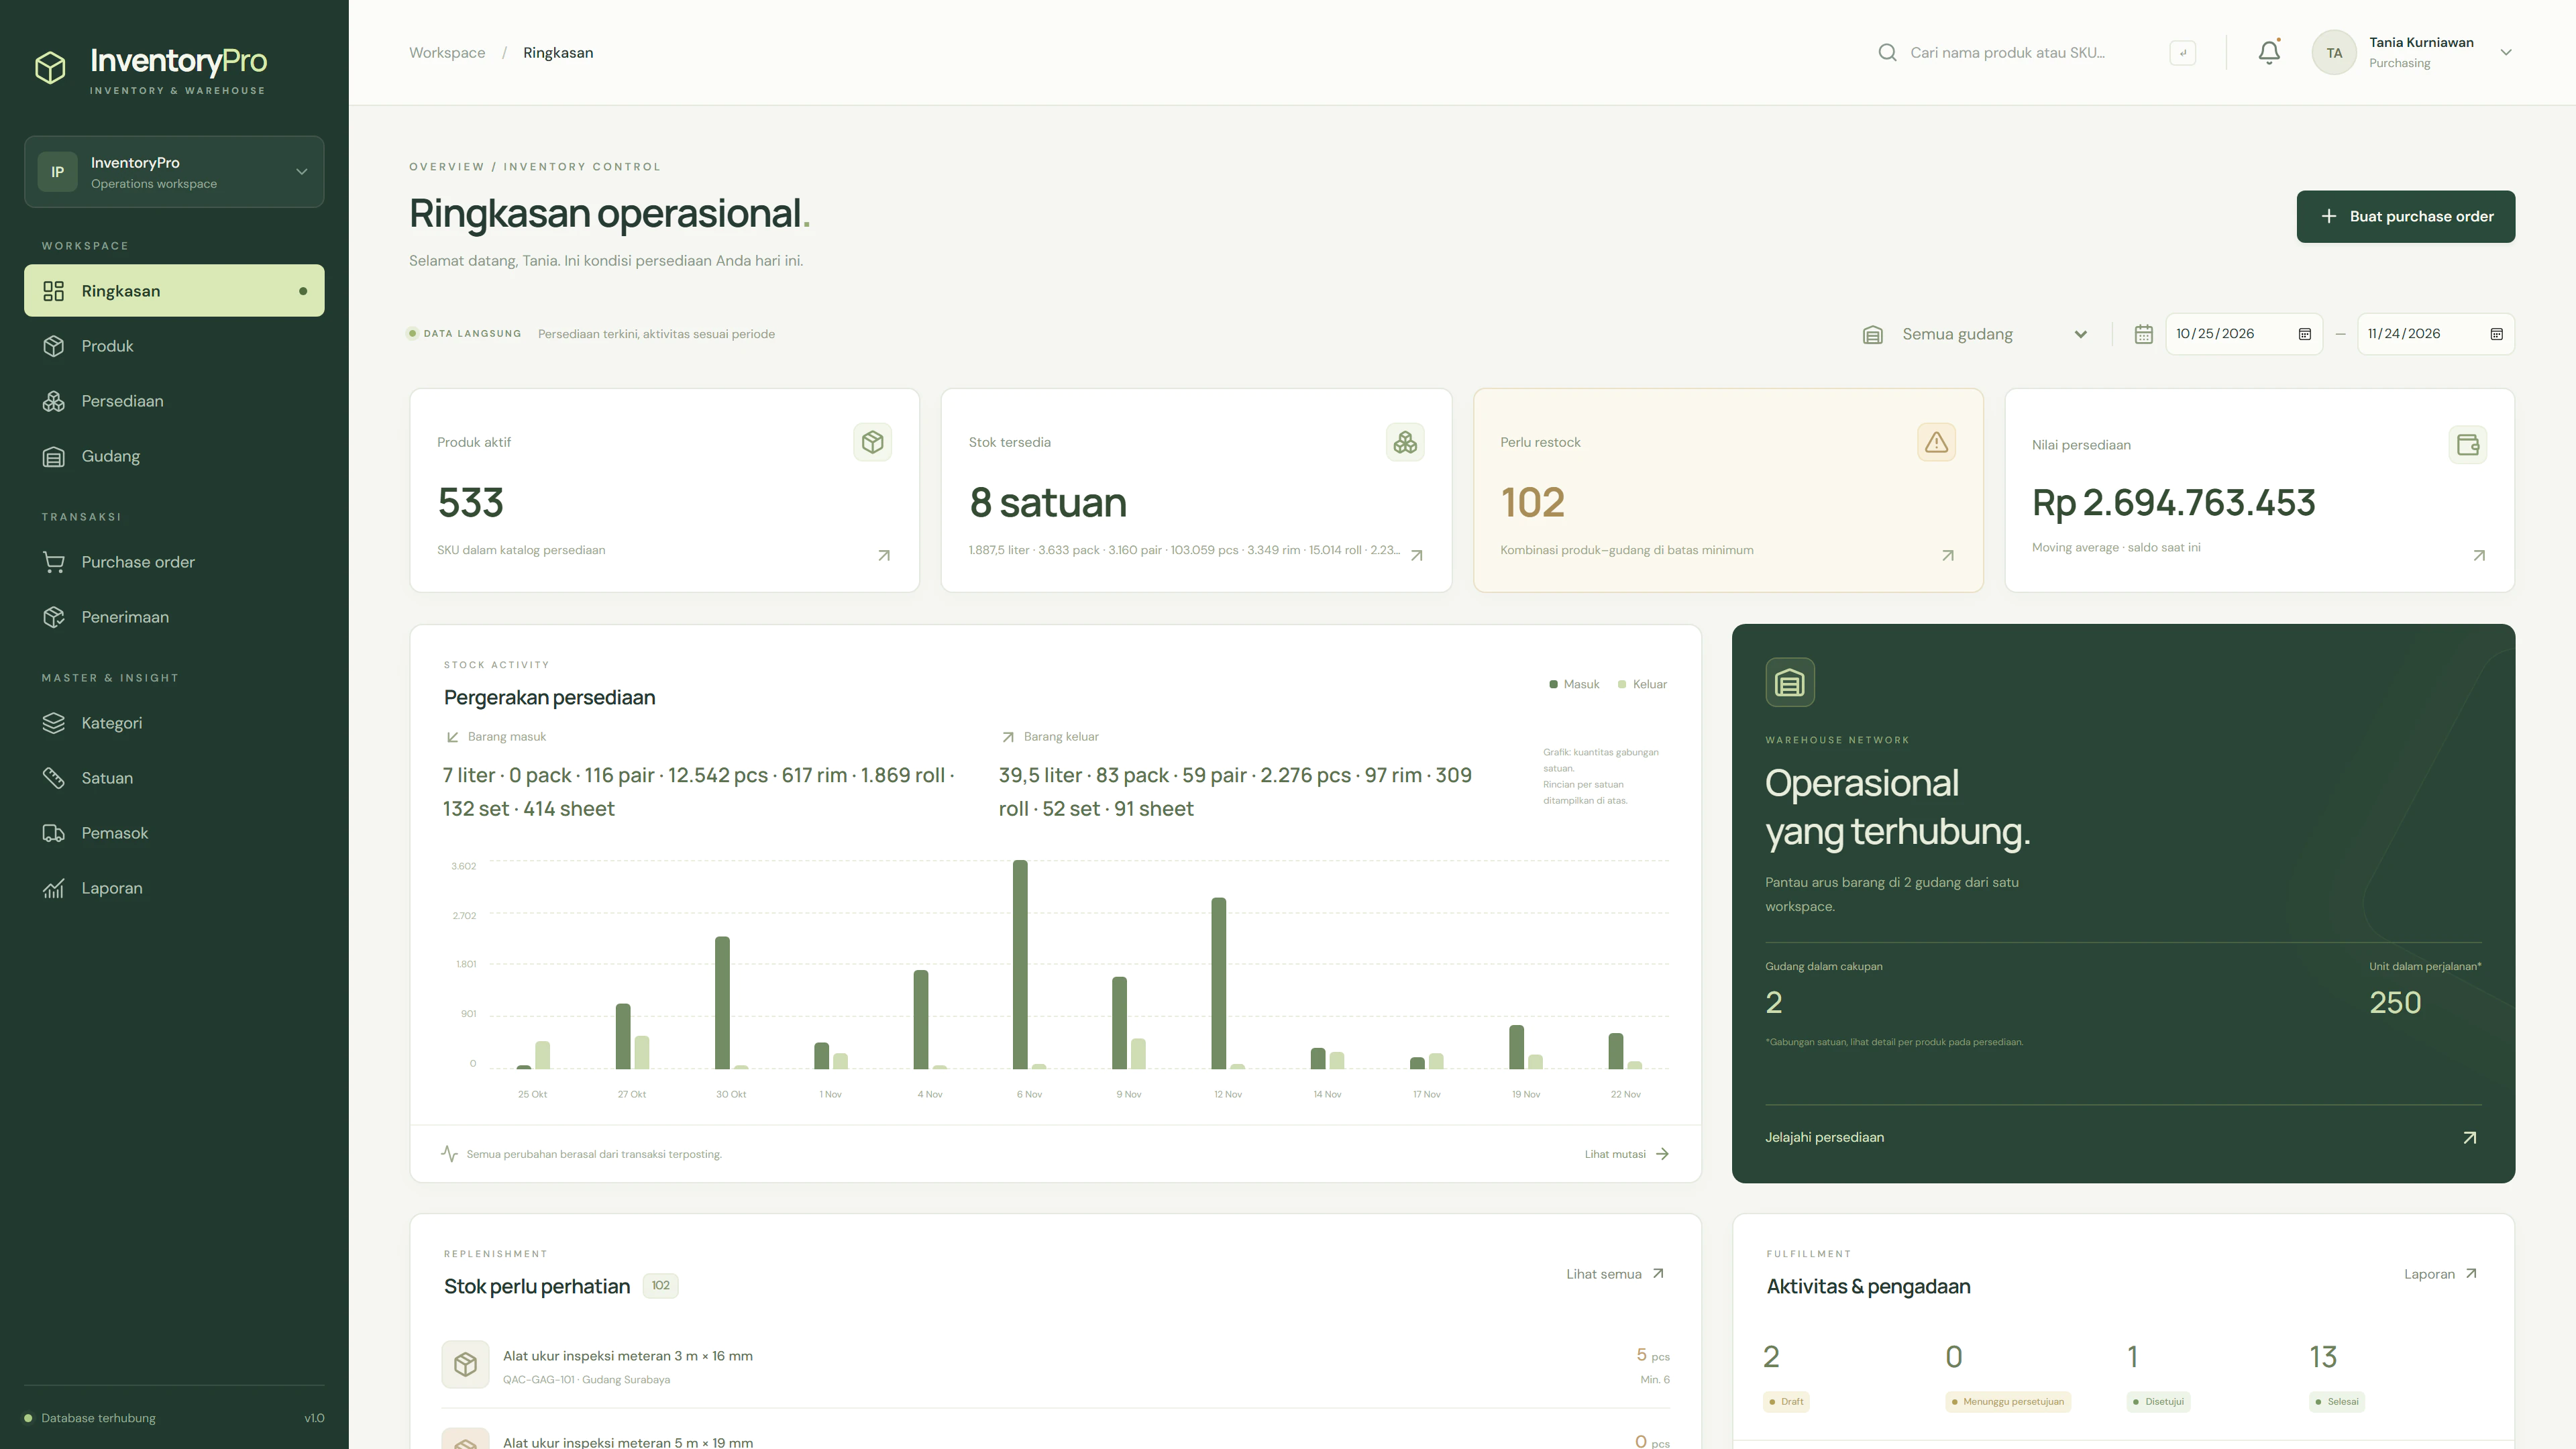 InventoryPro
INVENTORY & WAREHOUSE
IP
InventoryPro
Operations workspace
WORKSPACE
Ringkasan
Produk
Persediaan
Gudang
TRANSAKSI
Purchase order
Penerimaan
MASTER & INSIGHT
Kategori
Satuan
Pemasok
Laporan
Database terhubung
v1.0
Workspace / Ringkasan
Cari nama produk atau SKU...
TA
Tania Kurniawan
Purchasing
OVERVIEW / INVENTORY CONTROL
Ringkasan operasional.
Selamat datang, Tania. Ini kondisi persediaan Anda hari ini.
Buat purchase order
DATA LANGSUNG Persediaan terkini, aktivitas sesuai periode
Semua gudang
10/25/2026 – 11/24/2026
Produk aktif
533
SKU dalam katalog persediaan
Stok tersedia
8 satuan
1.887,5 liter · 3.633 pack · 3.160 pair · 103.059 pcs · 3.349 rim · 15.014 roll · 2.23...
Perlu restock
102
Kombinasi produk–gudang di batas minimum
Nilai persediaan
Rp 2.694.763.453
Moving average · saldo saat ini
STOCK ACTIVITY
Pergerakan persediaan
Masuk Keluar
Barang masuk
7 liter · 0 pack · 116 pair · 12.542 pcs · 617 rim · 1.869 roll ·
132 set · 414 sheet
Barang keluar
39,5 liter · 83 pack · 59 pair · 2.276 pcs · 97 rim · 309
roll · 52 set · 91 sheet
Grafik: kuantitas gabungan
satuan.
Rincian per satuan
ditampilkan di atas.
3.602
2.702
1.801
901
0
25 Okt 27 Okt 30 Okt 1 Nov 4 Nov 6 Nov 9 Nov 12 Nov 14 Nov 17 Nov 19 Nov 22 Nov
Semua perubahan berasal dari transaksi terposting.
Lihat mutasi
WAREHOUSE NETWORK
Operasional
yang terhubung.
Pantau arus barang di 2 gudang dari satu
workspace.
Gudang dalam cakupan
2
Unit dalam perjalanan*
250
*Gabungan satuan, lihat detail per produk pada persediaan.
Jelajahi persediaan
REPLENISHMENT
Stok perlu perhatian 102
Lihat semua
Alat ukur inspeksi meteran 3 m × 16 mm
QAC-GAG-101 · Gudang Surabaya
5 pcs
Min. 6
Alat ukur inspeksi meteran 5 m × 19 mm
0 pcs
FULFILLMENT
Aktivitas & pengadaan
Laporan
2
Draft
0
Menunggu persetujuan
1
Disetujui
13
Selesai